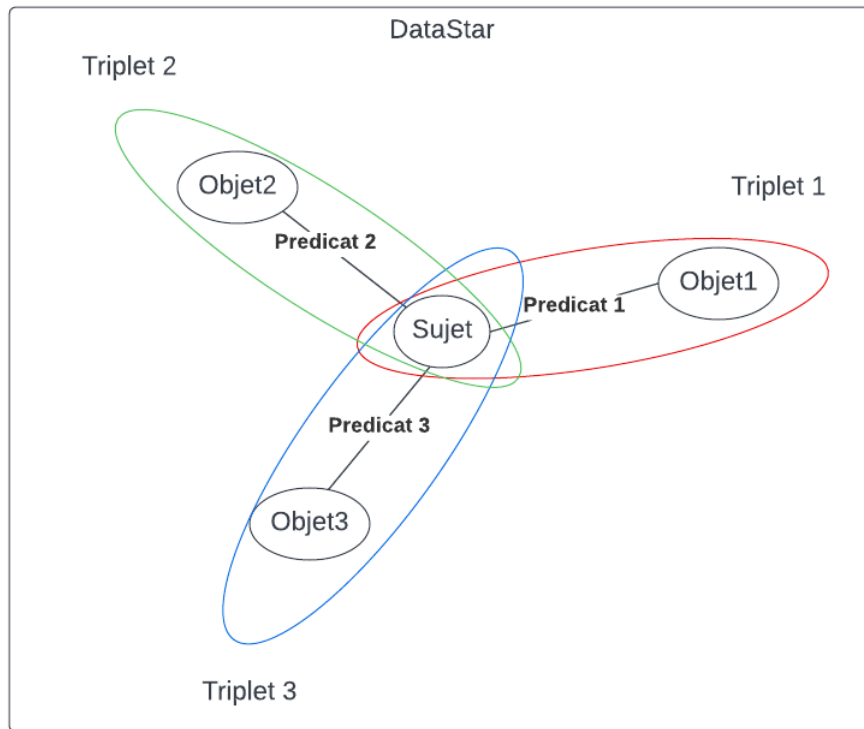 DataStar
Triplet 2
Objet2
Triplet 1
Predicat 2
Objet1
Predicat 1
Sujet
Predicat 3
Objet3
Triplet 3